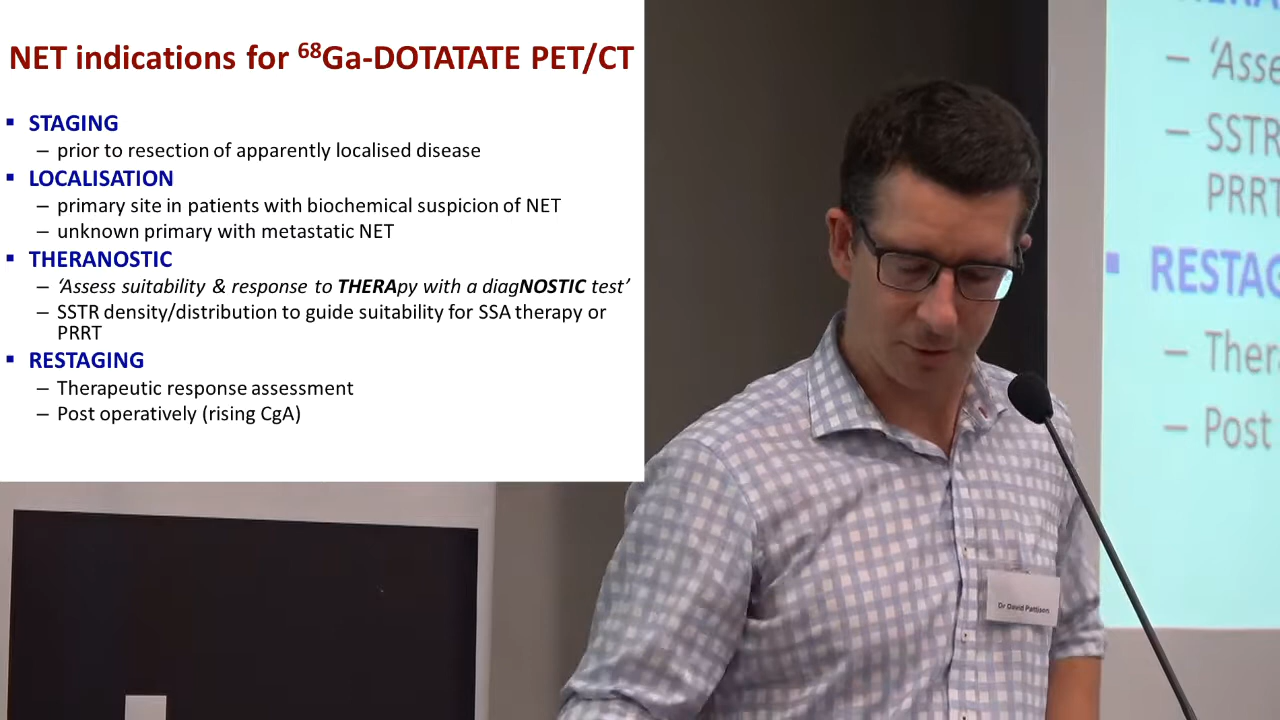 NET indications for ⁶⁸Ga-DOTATATE PET/CT
▪ STAGING
– prior to resection of apparently localised disease
▪ LOCALISATION
– primary site in patients with biochemical suspicion of NET
– unknown primary with metastatic NET
▪ THERANOSTIC
– ‘Assess suitability & response to THERApy with a diagNOSTIC test’
– SSTR density/distribution to guide suitability for SSA therapy or
PRRT
▪ RESTAGING
– Therapeutic response assessment
– Post operatively (rising CgA)
– ‘Asse
– SSTR
PRRT
▪ RESTAG
– Ther
– Post
Dr David Pattison